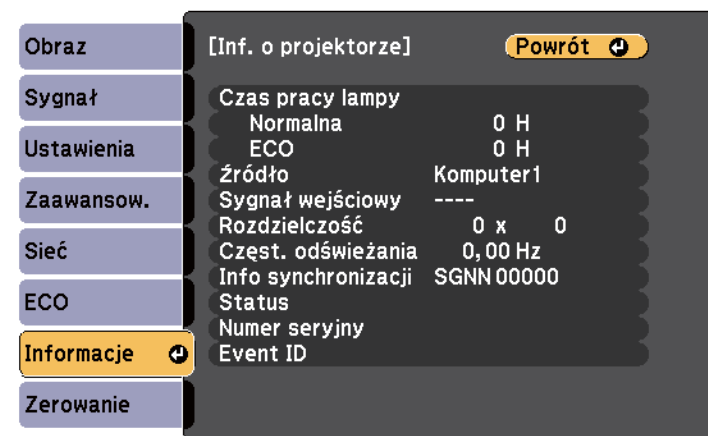 Obraz
Sygnał
Ustawienia
Zaawansow.
Sieć
ECO
Informacje
Zerowanie
[Inf. o projektorze] Powrót
Czas pracy lampy
Normalna 0 H
ECO 0 H
Źródło Komputer1
Sygnał wejściowy ----
Rozdzielczość 0 x 0
Częst. odświeżania 0,00 Hz
Info synchronizacji SGNN 00000
Status
Numer seryjny
Event ID